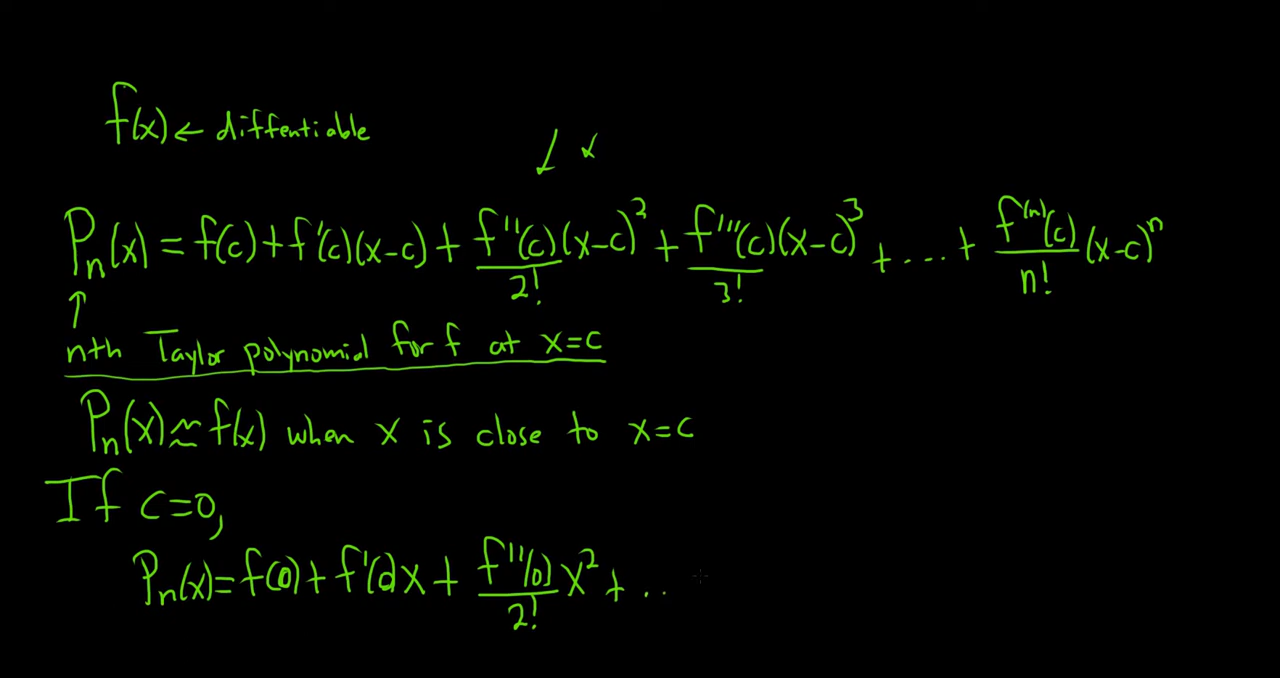 f(x) ← diffentiable
↙ x
Pₙ(x) = f(c) + f'(c)(x-c) + f''(c)/2! (x-c)² + f'''(c)/3! (x-c)³ + .... + f⁽ⁿ⁾(c)/n! (x-c)ⁿ
↑
nth Taylor polynomial for f at x=c
Pₙ(x) ≈ f(x) when x is close to x=c
If c=0,
Pₙ(x) = f(0) + f'(0)x + f''(0)/2! x² + ..